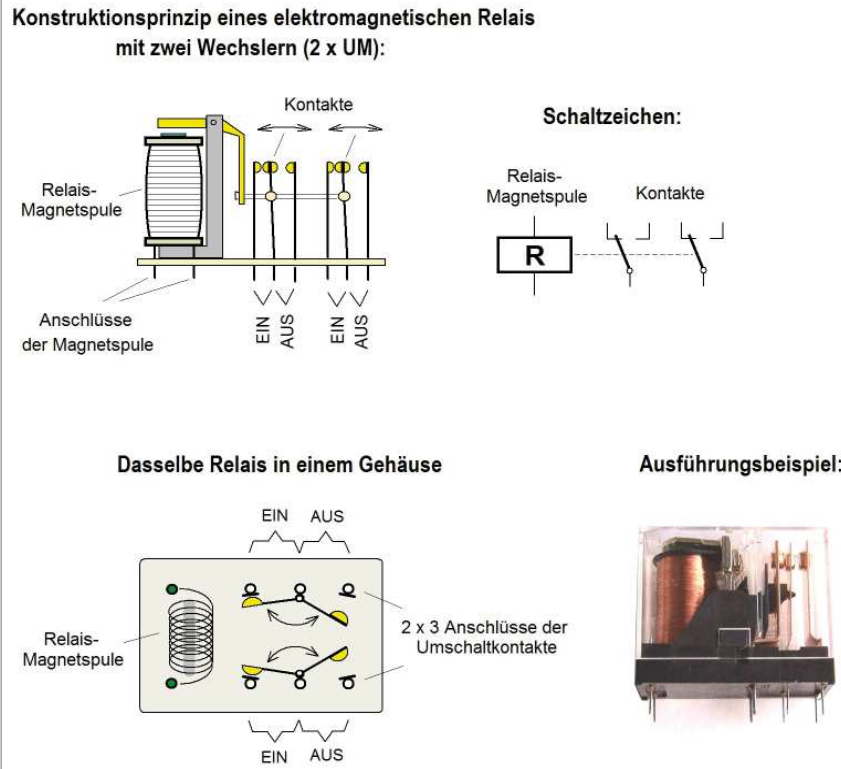 Konstruktionsprinzip eines elektromagnetischen Relais
mit zwei Wechslern (2 x UM):
Kontakte
Relais-
Magnetspule
Anschlüsse
der Magnetspule
EIN
AUS
EIN
AUS
Schaltzeichen:
Relais-
Magnetspule
Kontakte
R
Dasselbe Relais in einem Gehäuse
EIN AUS
Relais-
Magnetspule
2 x 3 Anschlüsse der
Umschaltkontakte
EIN AUS
Ausführungsbeispiel: